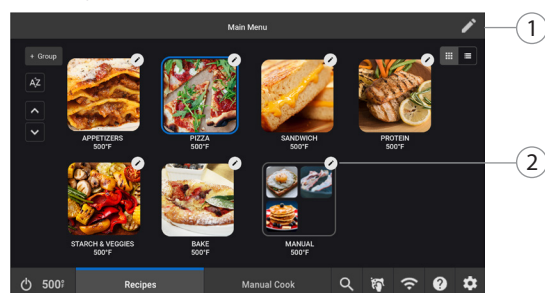 Main Menu
1
+ Group
AZ
APPETIZERS
500°F
PIZZA
500°F
SANDWICH
500°F
PROTEIN
500°F
2
STARCH & VEGGIES
500°F
BAKE
500°F
MANUAL
500°F
500°F
Recipes
Manual Cook
?